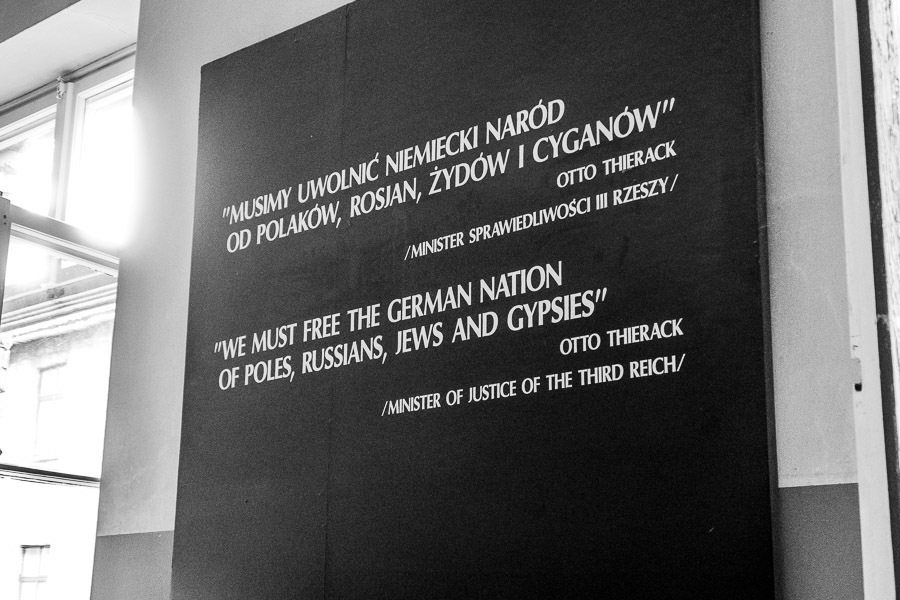 "MUSIMY UWOLNIĆ NIEMIECKI NARÓD
OD POLAKÓW, ROSJAN, ŻYDÓW I CYGANÓW"
OTTO THIERACK
/MINISTER SPRAWIEDLIWOŚCI III RZESZY/
"WE MUST FREE THE GERMAN NATION
OF POLES, RUSSIANS, JEWS AND GYPSIES"
OTTO THIERACK
/MINISTER OF JUSTICE OF THE THIRD REICH/